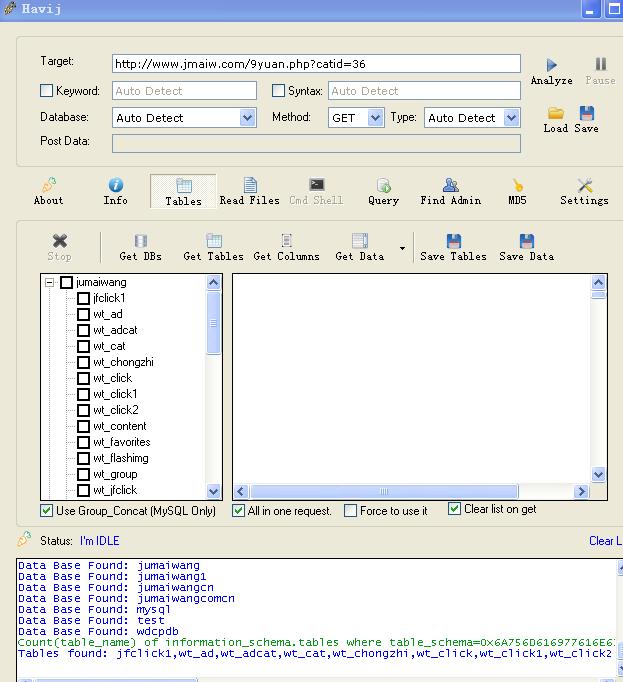 Havij
Target: http://www.jmaiw.com/9yuan.php?catid=36
Analyze Pause
Keyword: Auto Detect Syntax: Auto Detect
Database: Auto Detect Method: GET Type: Auto Detect
Load Save
Post Data:
About Info Tables Read Files Cmd Shell Query Find Admin MD5 Settings
Stop Get DBs Get Tables Get Columns Get Data Save Tables Save Data
jumaiwang
jfclick1
wt_ad
wt_adcat
wt_cat
wt_chongzhi
wt_click
wt_click1
wt_click2
wt_content
wt_favorites
wt_flashimg
wt_group
wt_jfclick
Use Group_Concat (MySQL Only) All in one request. Force to use it Clear list on get
Status: I'm IDLE Clear L
Data Base Found: jumaiwang
Data Base Found: jumaiwang1
Data Base Found: jumaiwangcn
Data Base Found: jumaiwangcomcn
Data Base Found: mysql
Data Base Found: test
Data Base Found: wdcpdb
Count(table_name) of information_schema.tables where table_schema=0x6A756D616977616E6
Tables found: jfclick1,wt_ad,wt_adcat,wt_cat,wt_chongzhi,wt_click,wt_click1,wt_click2